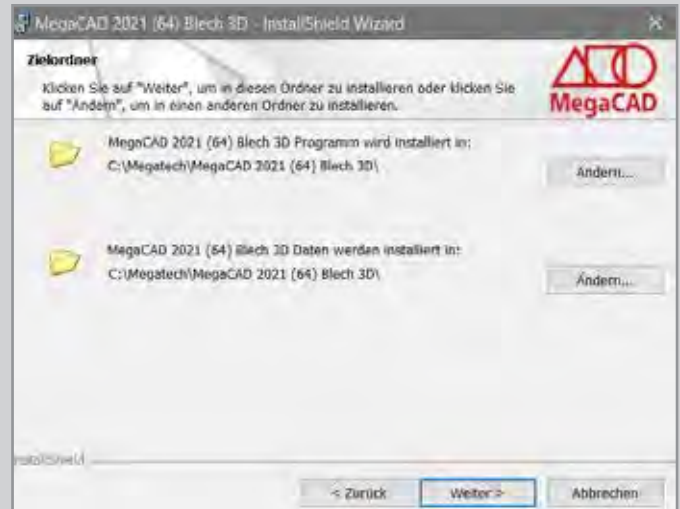 MegaCAD 2021 (64) Blech 3D - InstallShield Wizard
Zielordner
Klicken Sie auf "Weiter", um in diesen Ordner zu installieren oder klicken Sie
auf "Ändern", um in einen anderen Ordner zu installieren.
MegaCAD
MegaCAD 2021 (64) Blech 3D Programm wird installiert in:
C:\Megatech\MegaCAD 2021 (64) Blech 3D\
Ändern...
MegaCAD 2021 (64) Blech 3D Daten werden installiert in:
C:\Megatech\MegaCAD 2021 (64) Blech 3D\
Ändern...
InstallShield
< Zurück
Weiter >
Abbrechen